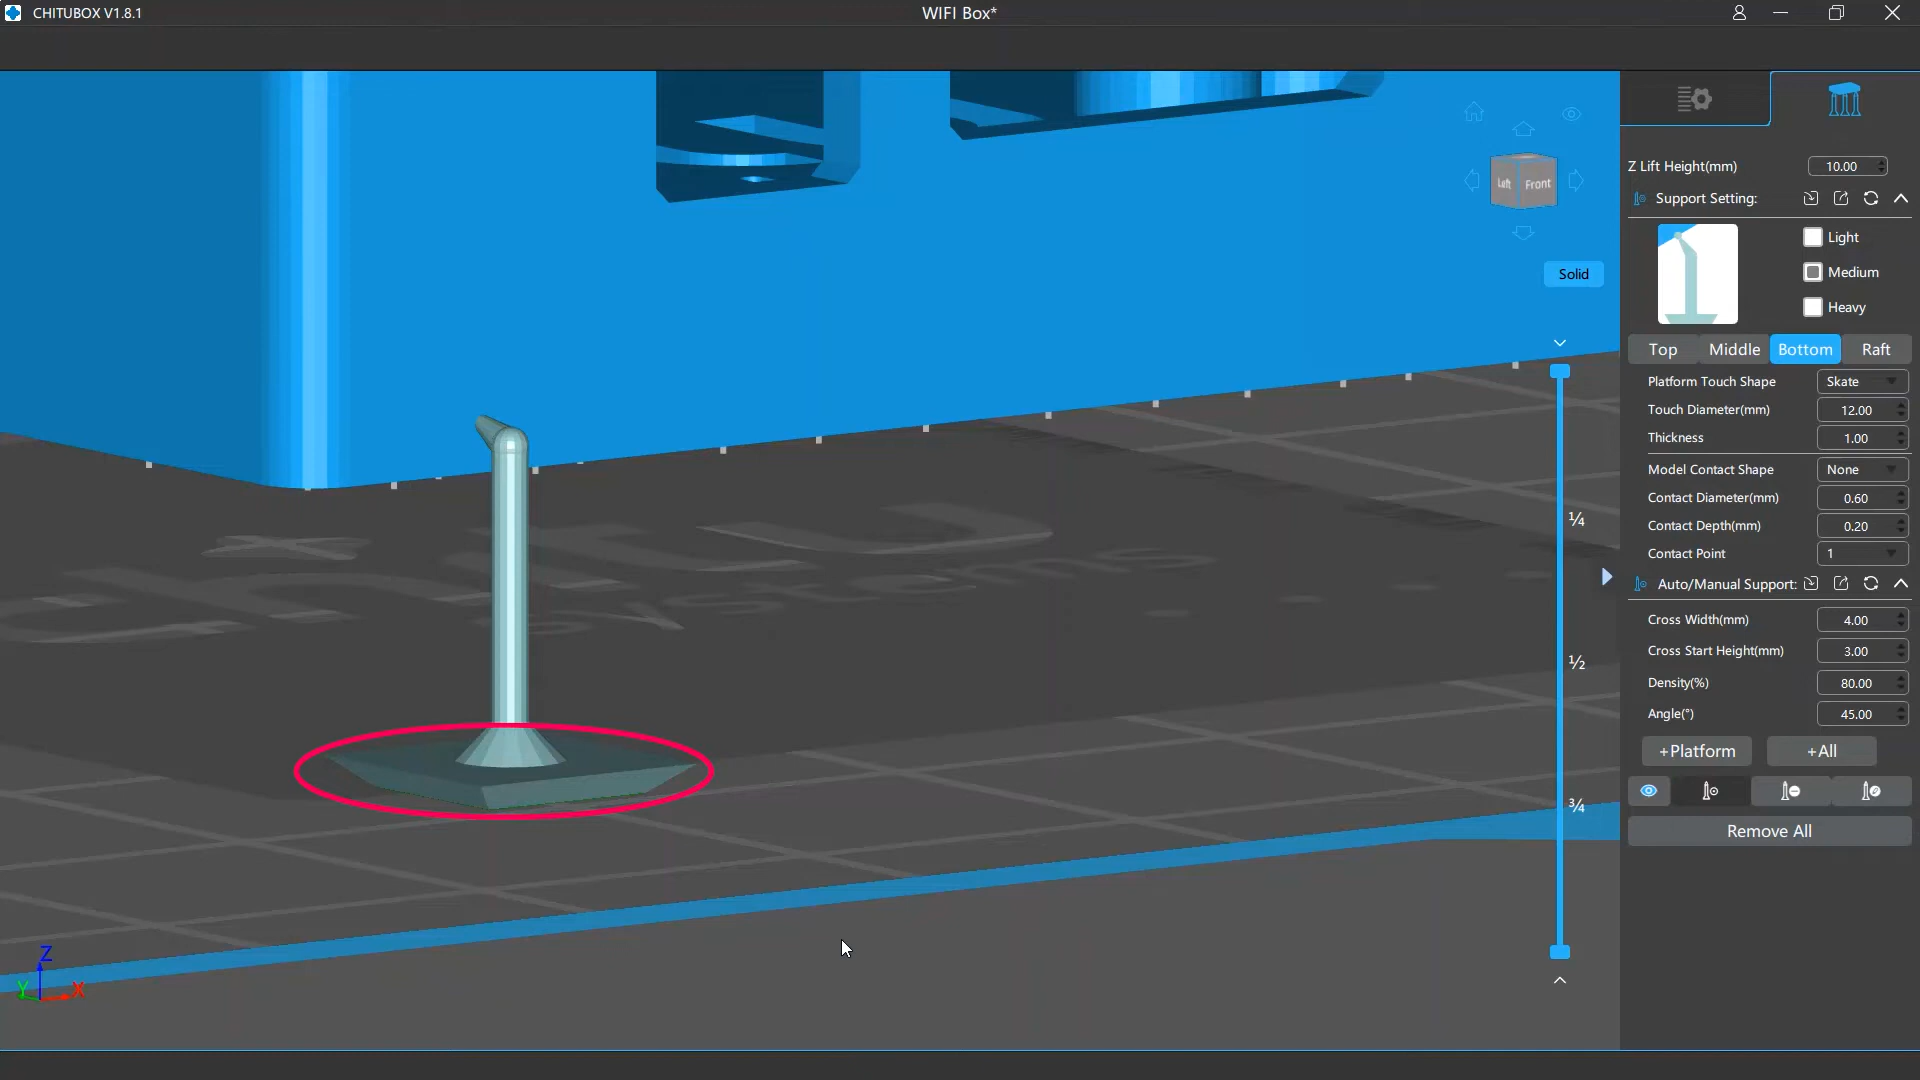 CHITUBOX V1.8.1
WIFI Box*
Left
Front
Solid
¼
½
¾
Z
Y
X
Z Lift Height(mm) 10.00
Support Setting:
Light
Medium
Heavy
Top Middle Bottom Raft
Platform Touch Shape Skate
Touch Diameter(mm) 12.00
Thickness 1.00
Model Contact Shape None
Contact Diameter(mm) 0.60
Contact Depth(mm) 0.20
Contact Point 1
Auto/Manual Support:
Cross Width(mm) 4.00
Cross Start Height(mm) 3.00
Density(%) 80.00
Angle(°) 45.00
+Platform +All
Remove All